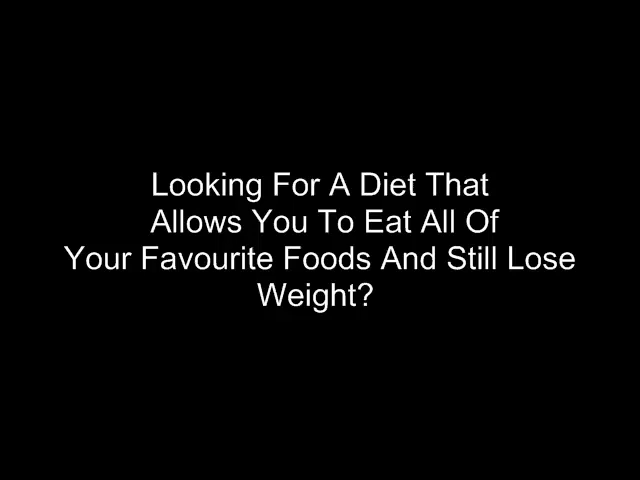 Looking For A Diet That
Allows You To Eat All Of
Your Favourite Foods And Still Lose
Weight?